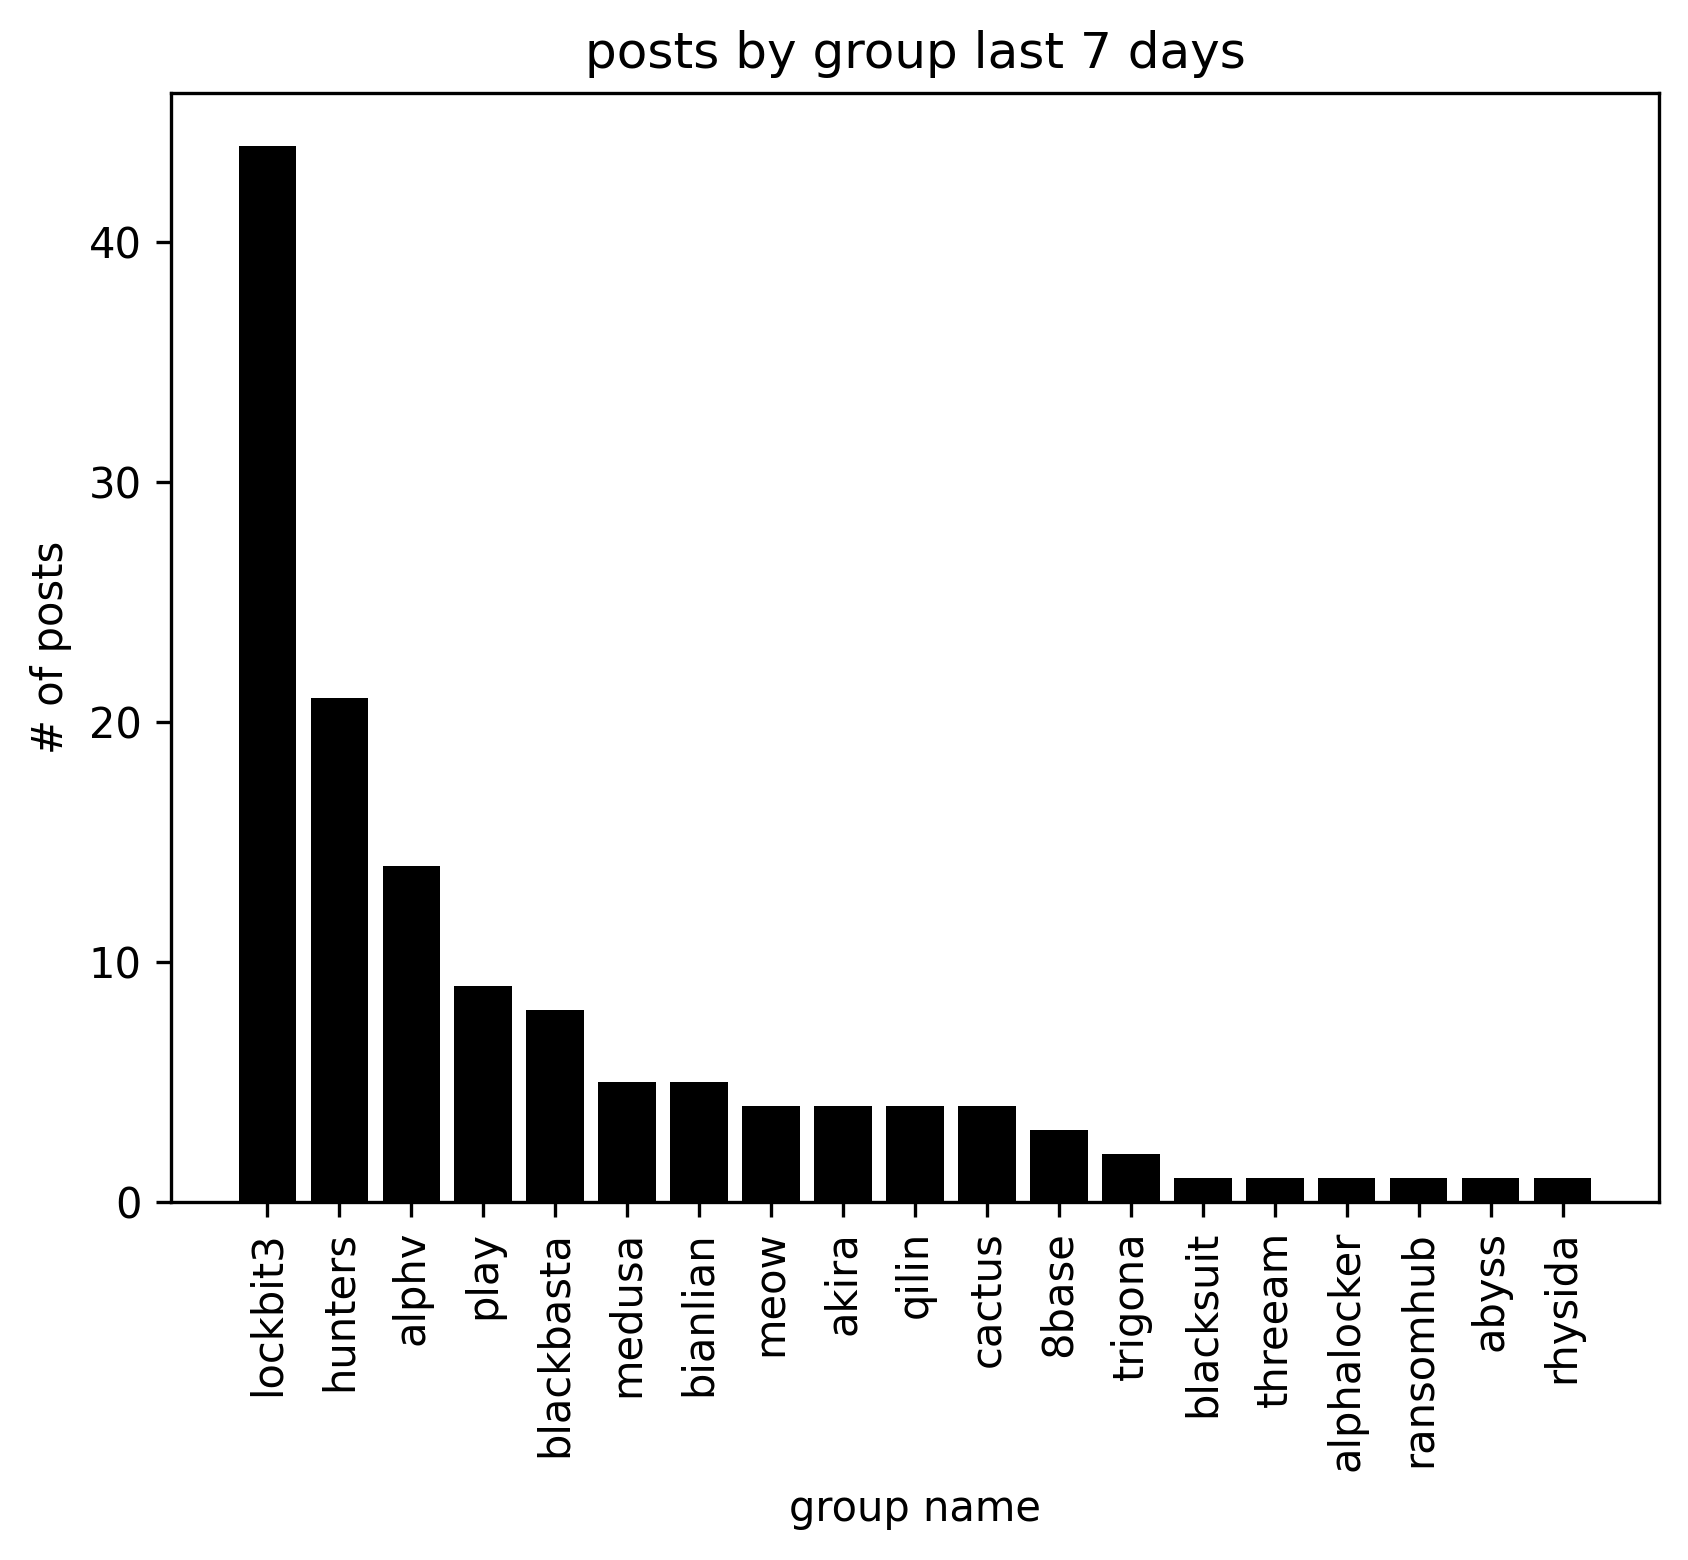 posts by group last 7 days
# of posts
40
30
20
10
0
lockbit3
hunters
alphv
play
blackbasta
medusa
bianlian
meow
akira
qilin
cactus
8base
trigona
blacksuit
threeam
alphalocker
ransomhub
abyss
rhysida
group name